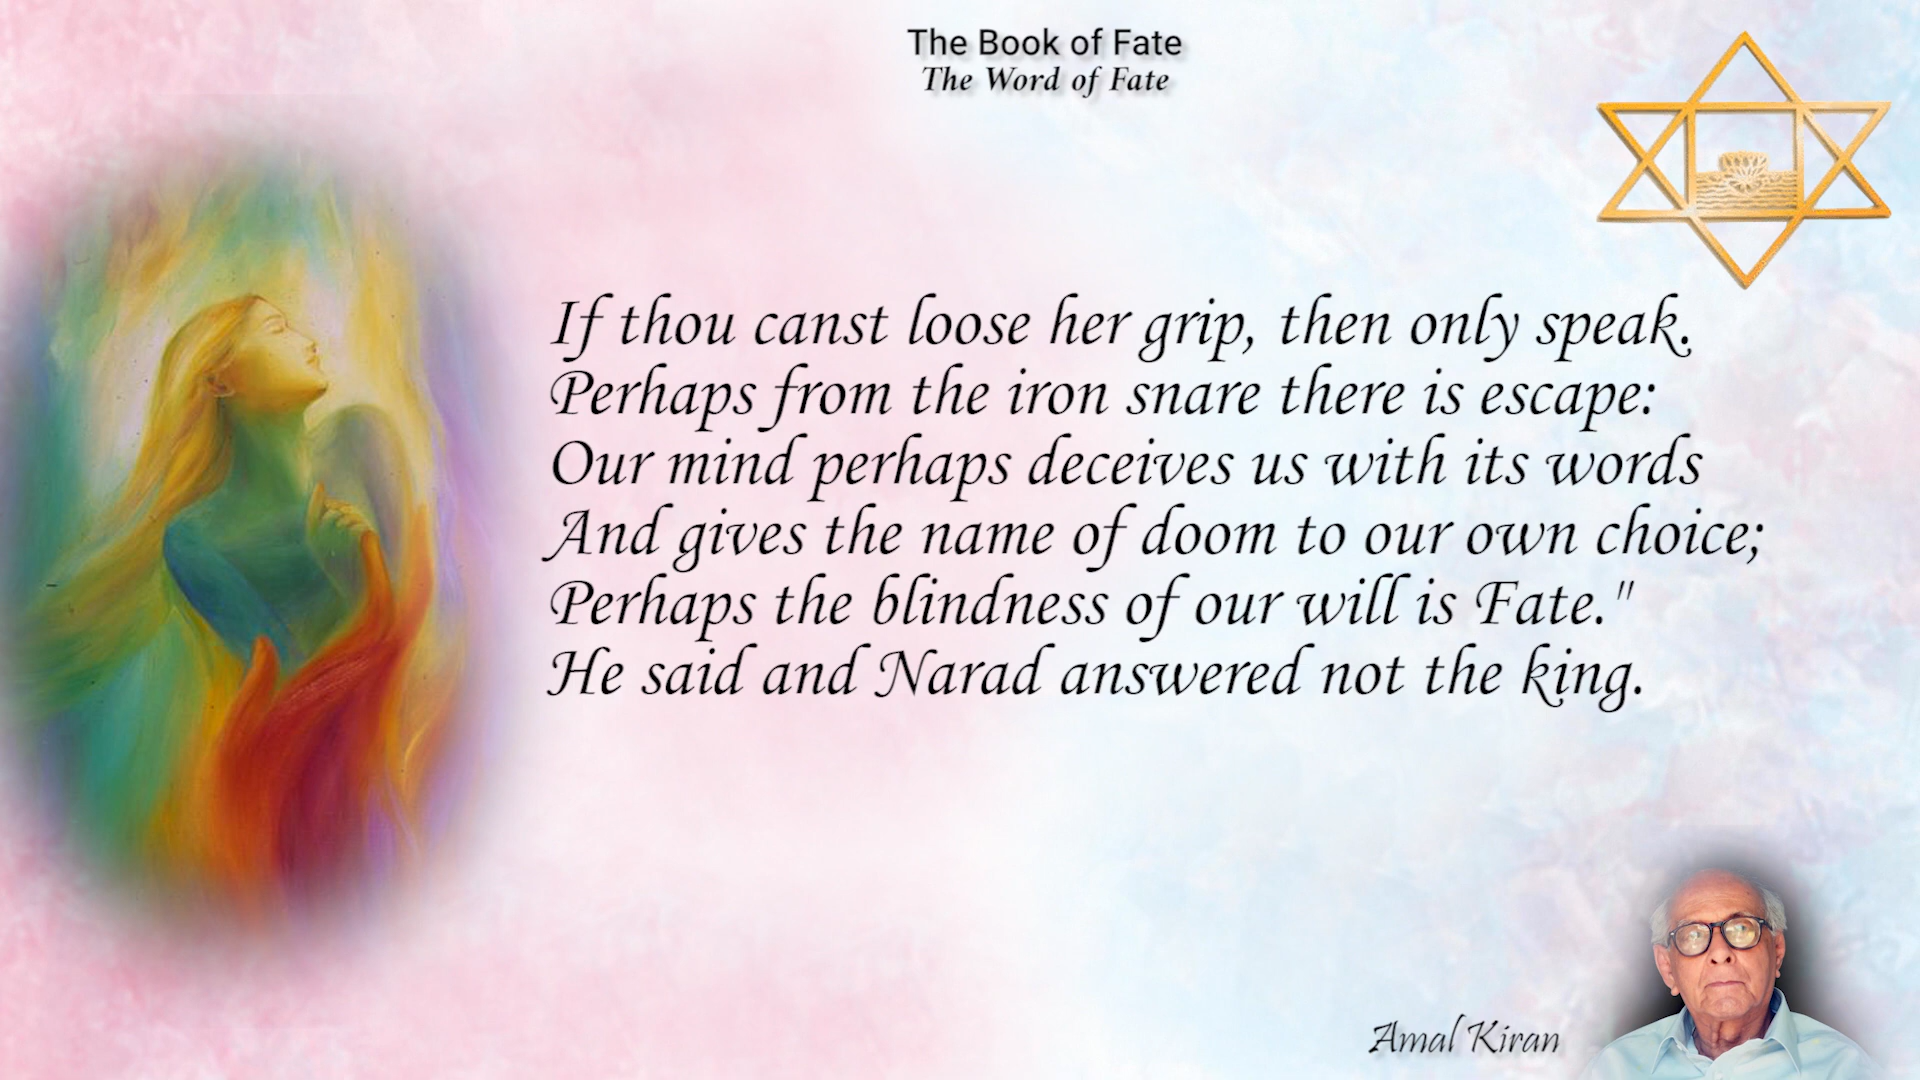 The Book of Fate
The Word of Fate
If thou canst loose her grip, then only speak.
Perhaps from the iron snare there is escape:
Our mind perhaps deceives us with its words
And gives the name of doom to our own choice;
Perhaps the blindness of our will is Fate."
He said and Narad answered not the king.
Amal Kiran